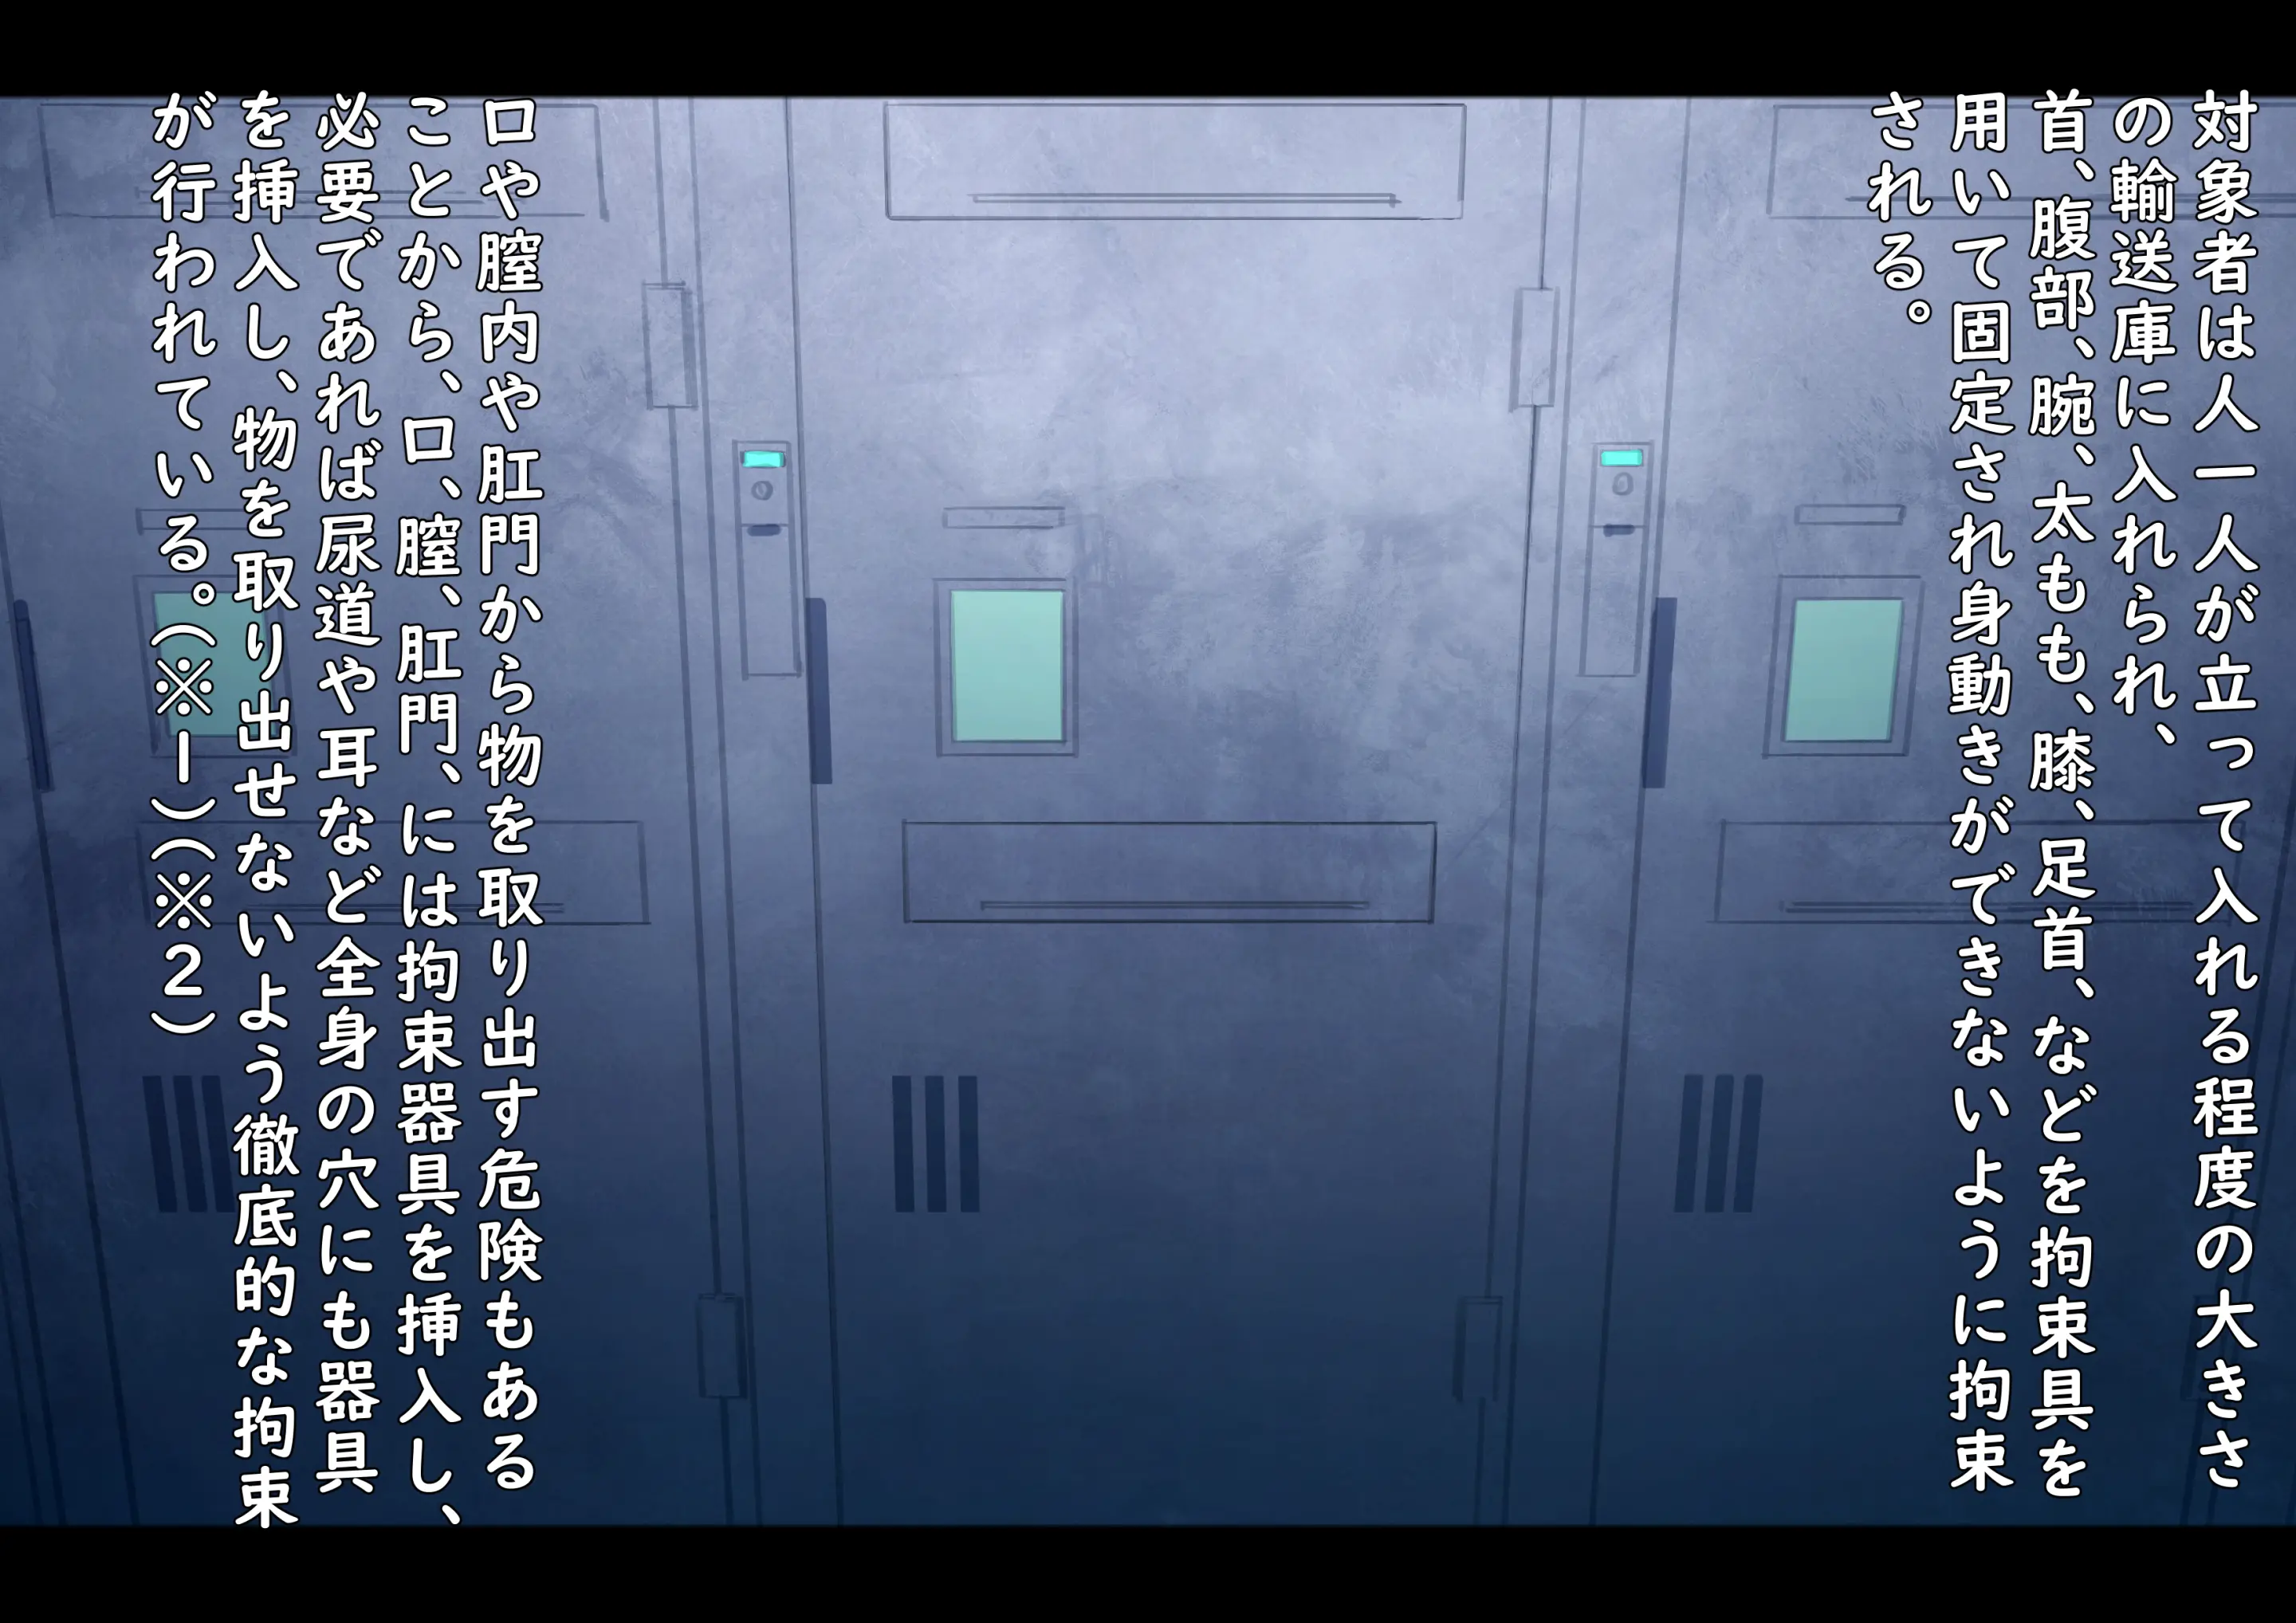 対象者は人一人が立って入れる程度の大きさ
の輸送庫に入れられ、
首、腹部、腕、太もも、膝、足首、などを拘束具を
用いて固定され身動きができないように拘束
される。
口や膣内や肛門から物を取り出す危険もある
ことから、口、膣、肛門、には拘束器具を挿入し、
必要であれば尿道や耳など全身の穴にも器具
を挿入し、物を取り出せないよう徹底的な拘束
が行われている。(※1)(※2)